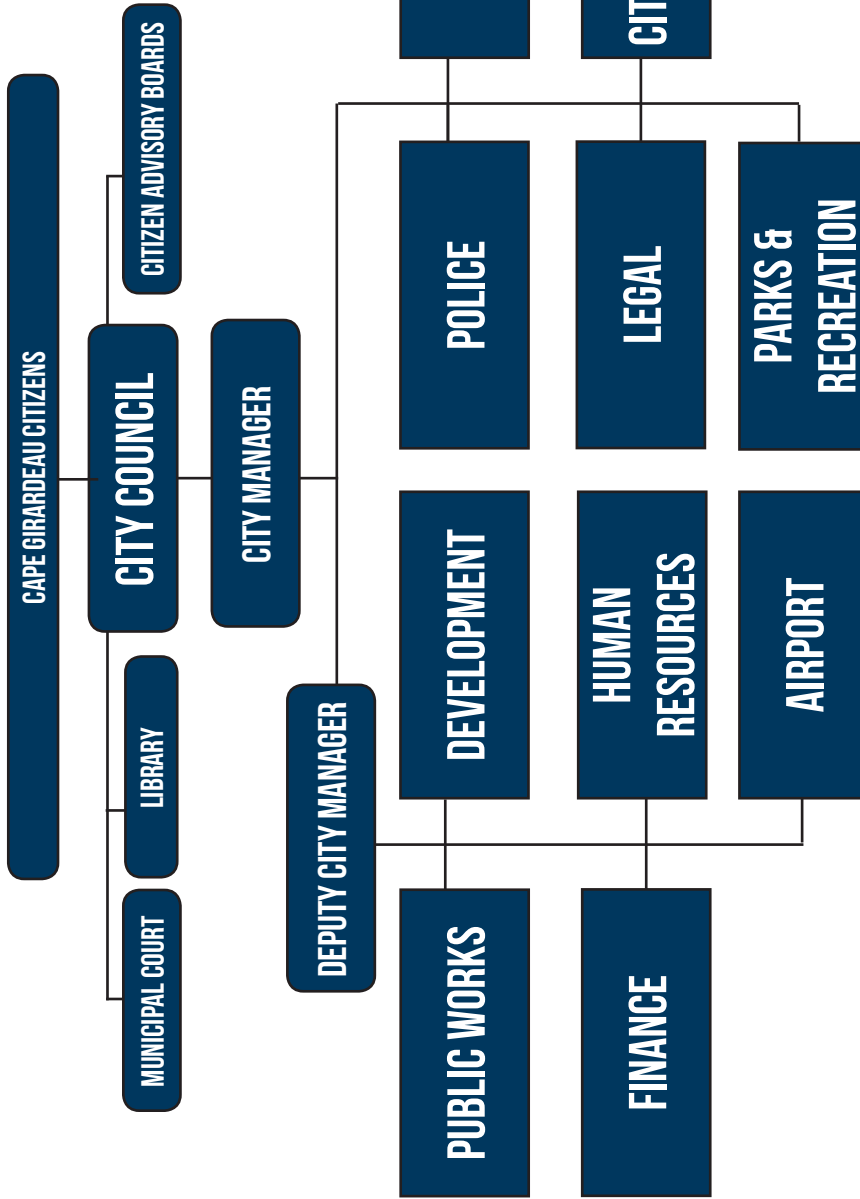 CAPE GIRARDEAU CITIZENS
MUNICIPAL COURT
LIBRARY
CITY COUNCIL
CITIZEN ADVISORY BOARDS
CITY MANAGER
DEPUTY CITY MANAGER
PUBLIC WORKS
DEVELOPMENT
POLICE
FINANCE
HUMAN
RESOURCES
LEGAL
AIRPORT
PARKS &
RECREATION